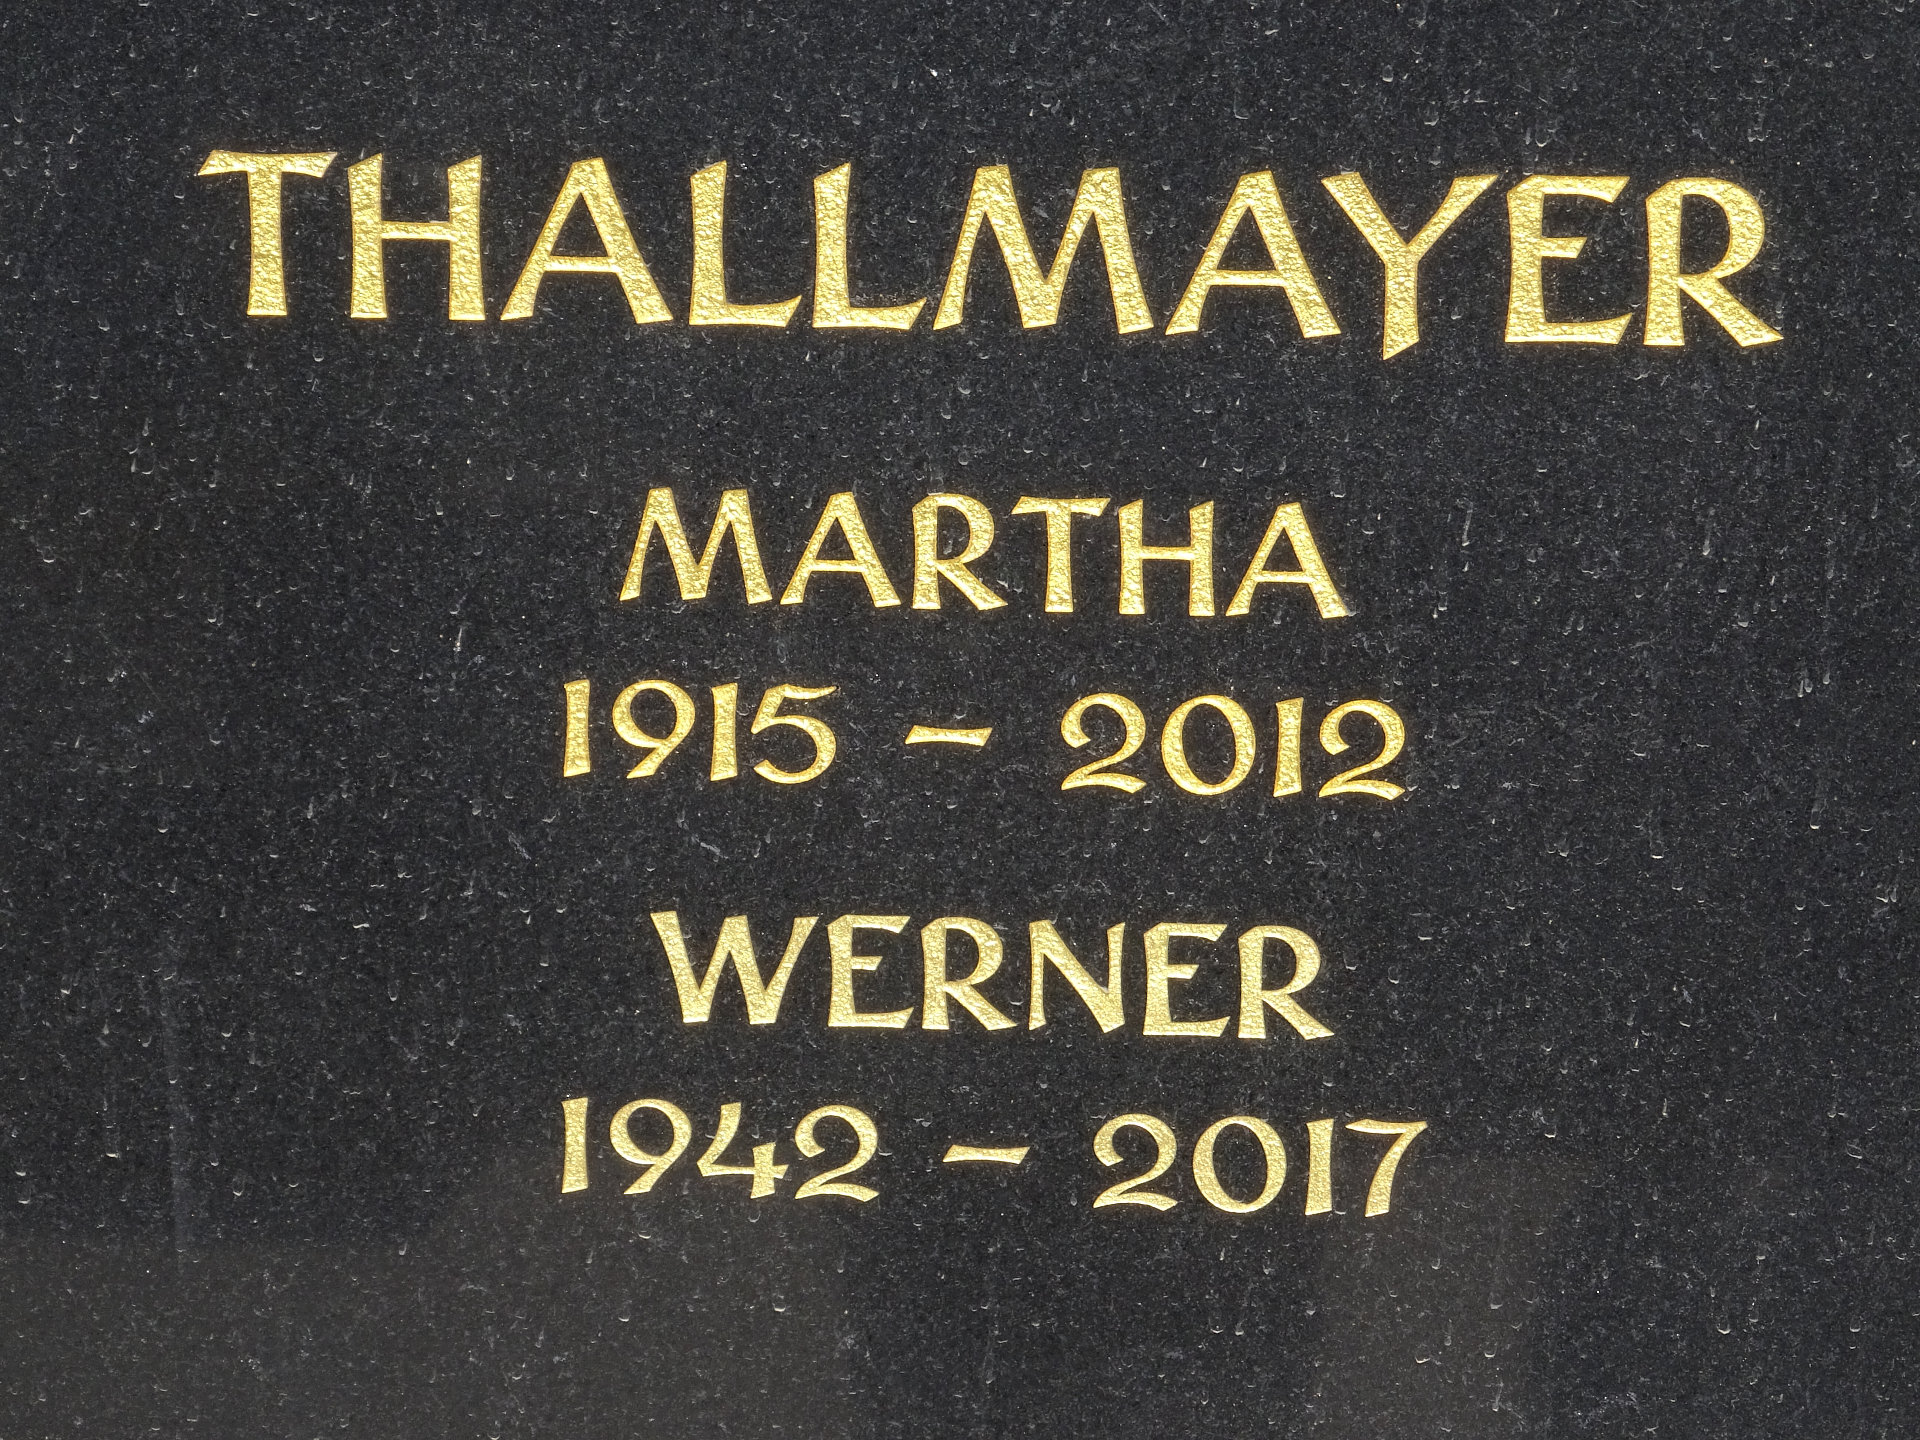 THALLMAYER
MARTHA
1915 – 2012
WERNER
1942 – 2017